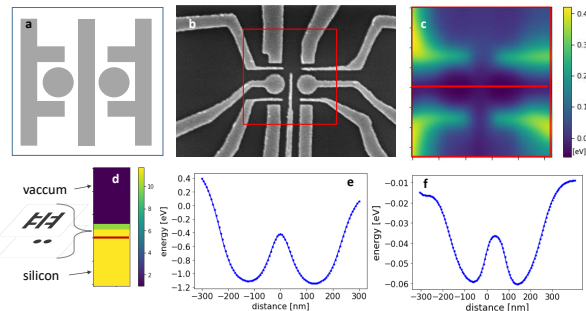 a
b
c
0.4
0.3
0.2
0.1
0.0
-0.0
[eV]
vaccum
silicon
d
10
8
6
4
2
e
0.4
0.2
0.0
−0.2
−0.4
−0.6
−0.8
−1.0
−1.2
energy [eV]
−300 −200 −100 0 100 200 300
distance [nm]
f
−0.01
−0.02
−0.03
−0.04
−0.05
−0.06
energy [eV]
−300 −200 −100 0 100 200 300 400
distance [nm]